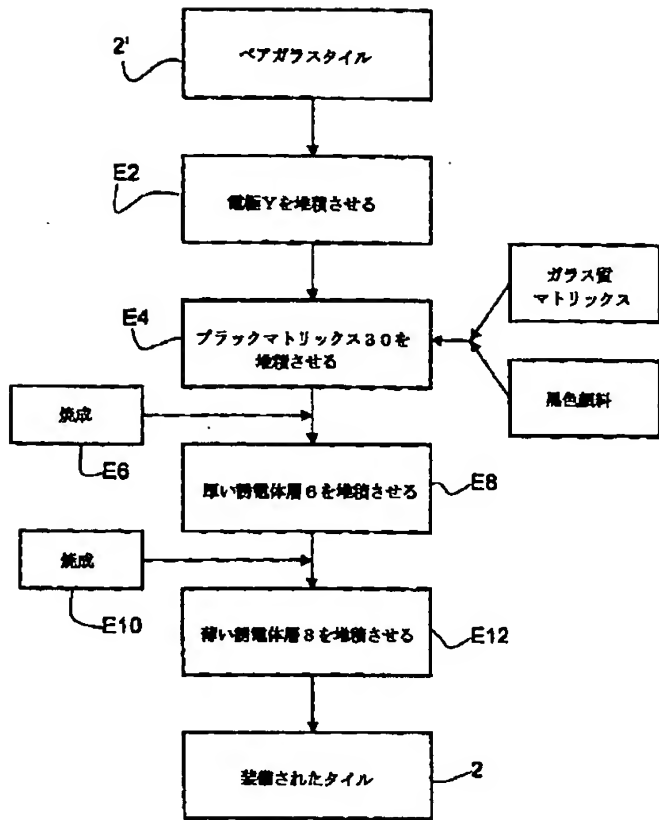 2'
ベアガラスタイル
E2
電極Yを堆積させる
E4
ブラックマトリックス30を
堆積させる
ガラス質
マトリックス
黒色顔料
焼成
E6
厚い誘電体層6を堆積させる
E8
焼成
E10
薄い誘電体層8を堆積させる
E12
装備されたタイル
2